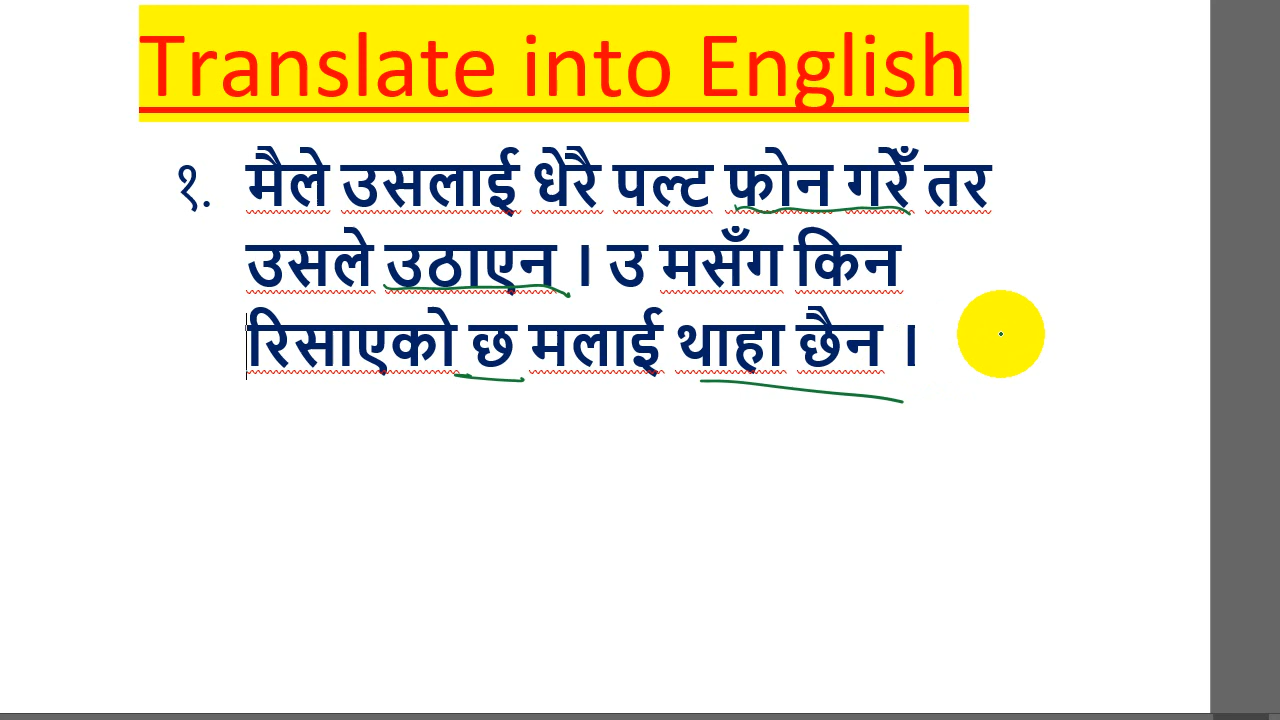 Translate into English
१. मैले उसलाई धेरै पल्ट फोन गरेँ तर
उसले उठाएन । उ मसँग किन
रिसाएको छ मलाई थाहा छैन ।